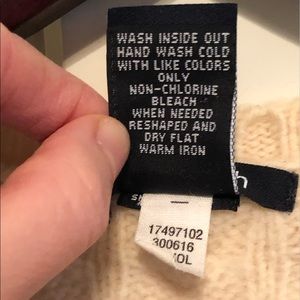 WASH INSIDE OUT
HAND WASH COLD
WITH LIKE COLORS
ONLY
NON-CHLORINE
BLEACH
WHEN NEEDED
RESHAPED AND
DRY FLAT
WARM IRON
17497102
300616